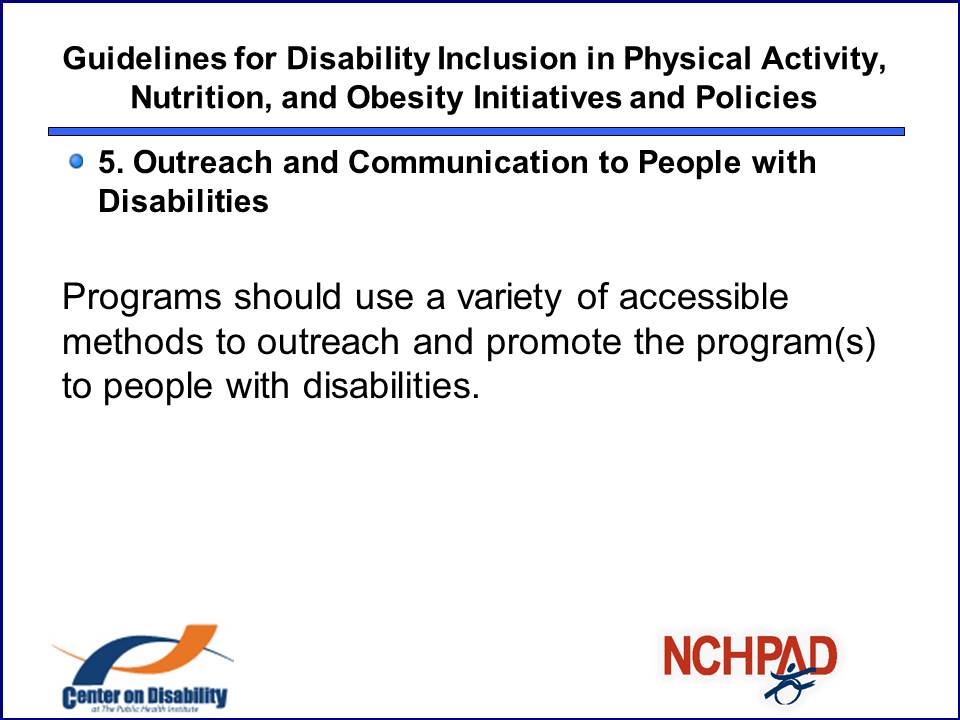 Guidelines for Disability Inclusion in Physical Activity,
Nutrition, and Obesity Initiatives and Policies
5. Outreach and Communication to People with
Disabilities
Programs should use a variety of accessible
methods to outreach and promote the program(s)
to people with disabilities.
Center on Disability
at The Public Health Institute
NCHPAD